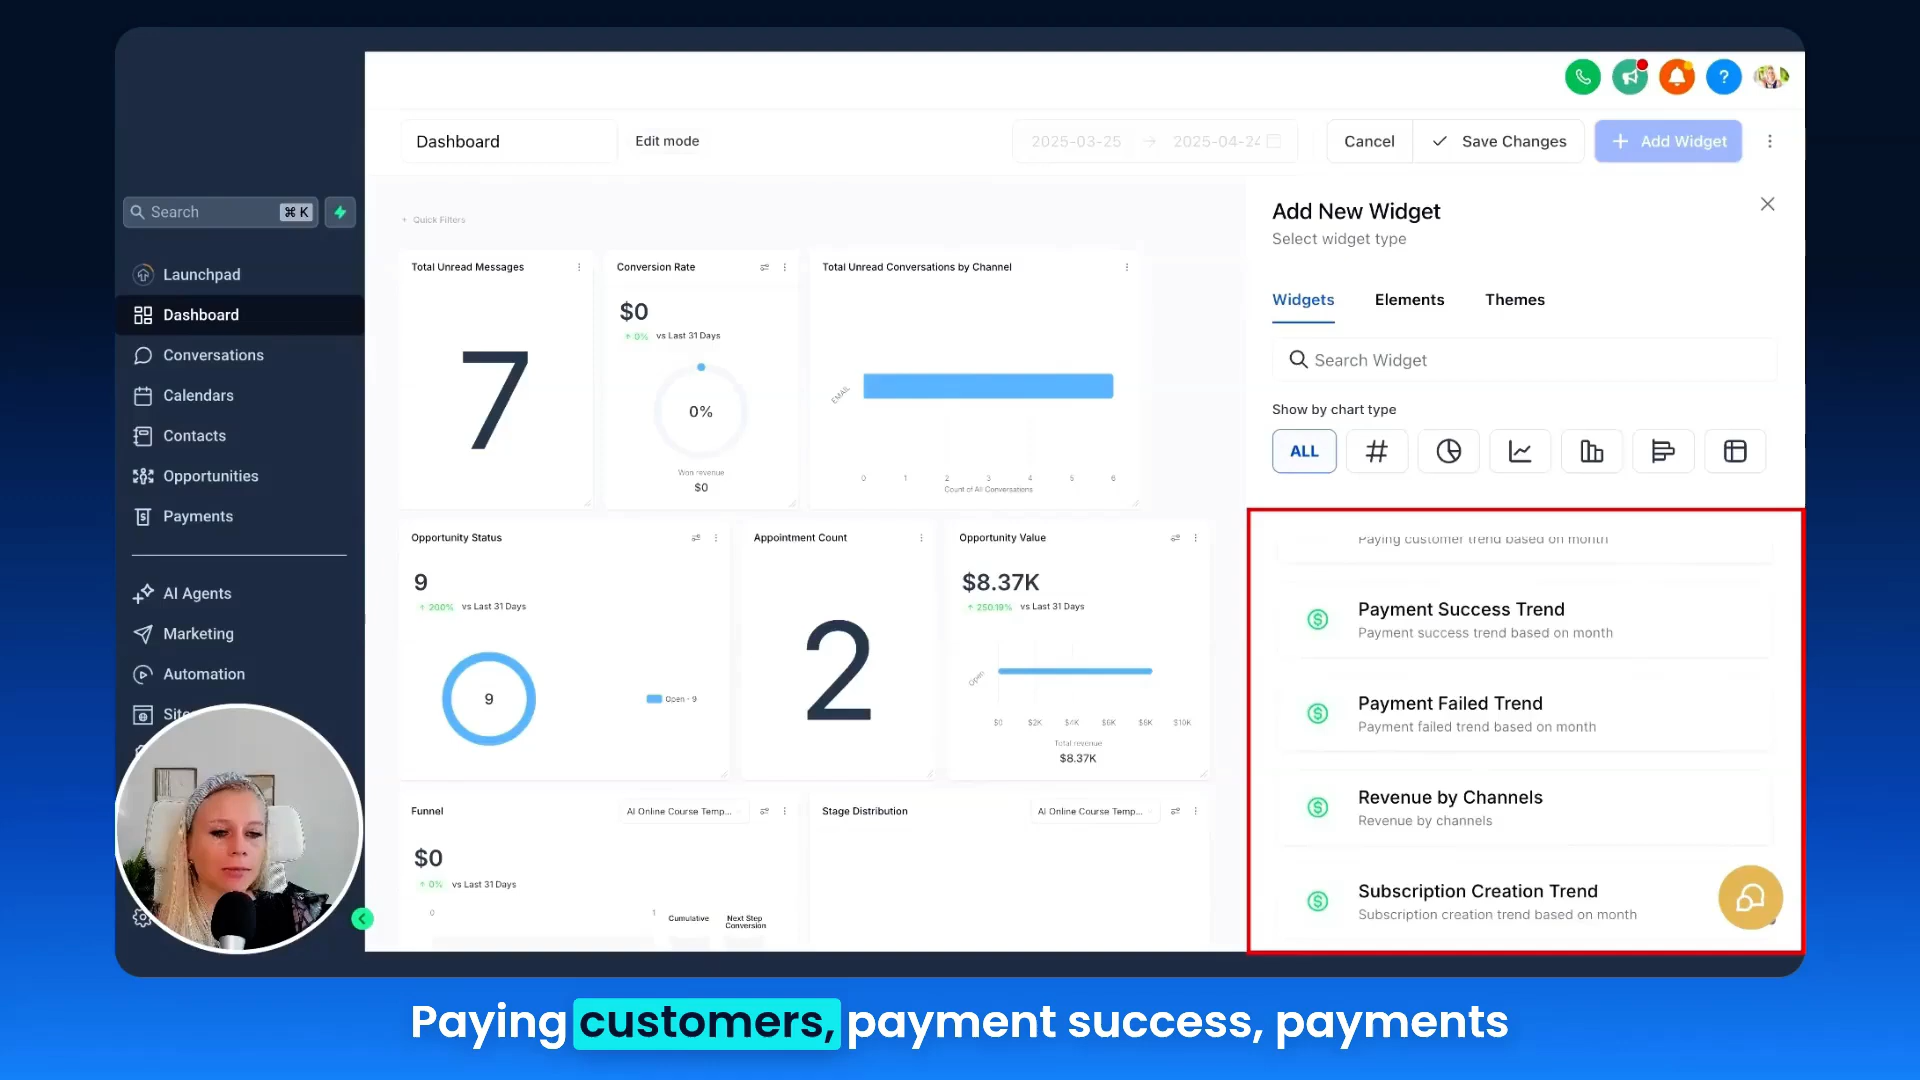 Dashboard
Edit mode
2025-03-25
2025-04-24
Cancel
Save Changes
Add Widget
Search
⌘ K
Launchpad
Dashboard
Conversations
Calendars
Contacts
Opportunities
Payments
AI Agents
Marketing
Automation
+ Quick Filters
Total Unread Messages
7
Conversion Rate
$0
↑ 0% vs Last 31 Days
0%
Won revenue
$0
Total Unread Conversations by Channel
EMAIL
0 1 2 3 4 5 6
Count of All Conversations
Opportunity Status
9
↑ 200% vs Last 31 Days
9
Open - 9
Appointment Count
2
Opportunity Value
$8.37K
↑ 250.19% vs Last 31 Days
Open
$0 $2K $4K $6K $8K $10K
Total revenue
$8.37K
Funnel
AI Online Course Temp...
$0
↑ 0% vs Last 31 Days
0 1
Cumulative
Next Step
Conversion
Stage Distribution
AI Online Course Temp...
Add New Widget
Select widget type
Widgets
Elements
Themes
Search Widget
Show by chart type
ALL
Paying customer trend based on month
Payment Success Trend
Payment success trend based on month
Payment Failed Trend
Payment failed trend based on month
Revenue by Channels
Revenue by channels
Subscription Creation Trend
Subscription creation trend based on month
Paying customers, payment success, payments